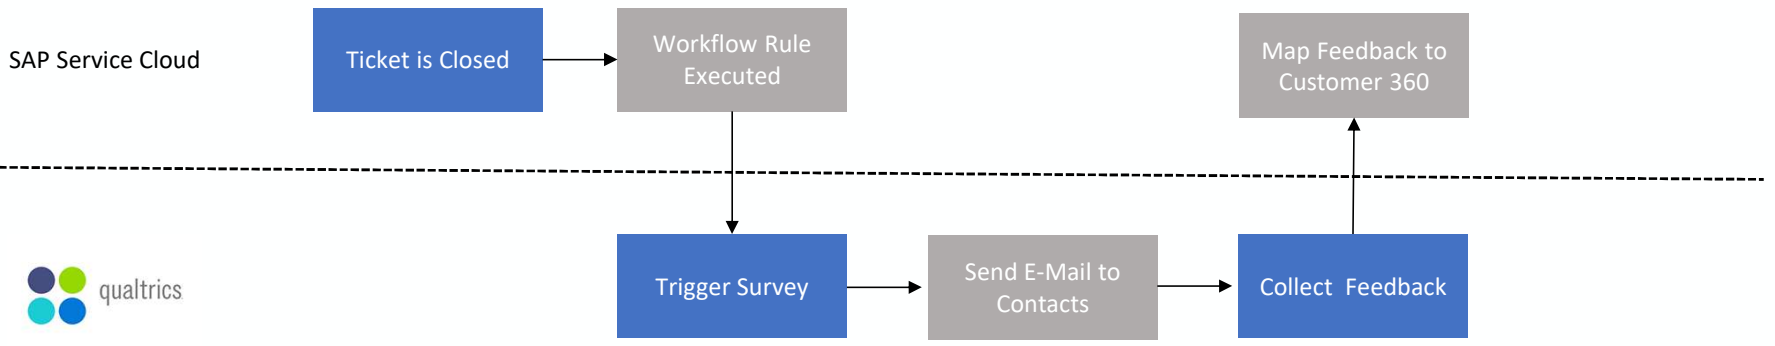 SAP Service Cloud
Ticket is Closed
Workflow Rule
Executed
Map Feedback to
Customer 360
qualtrics
Trigger Survey
Send E-Mail to
Contacts
Collect  Feedback